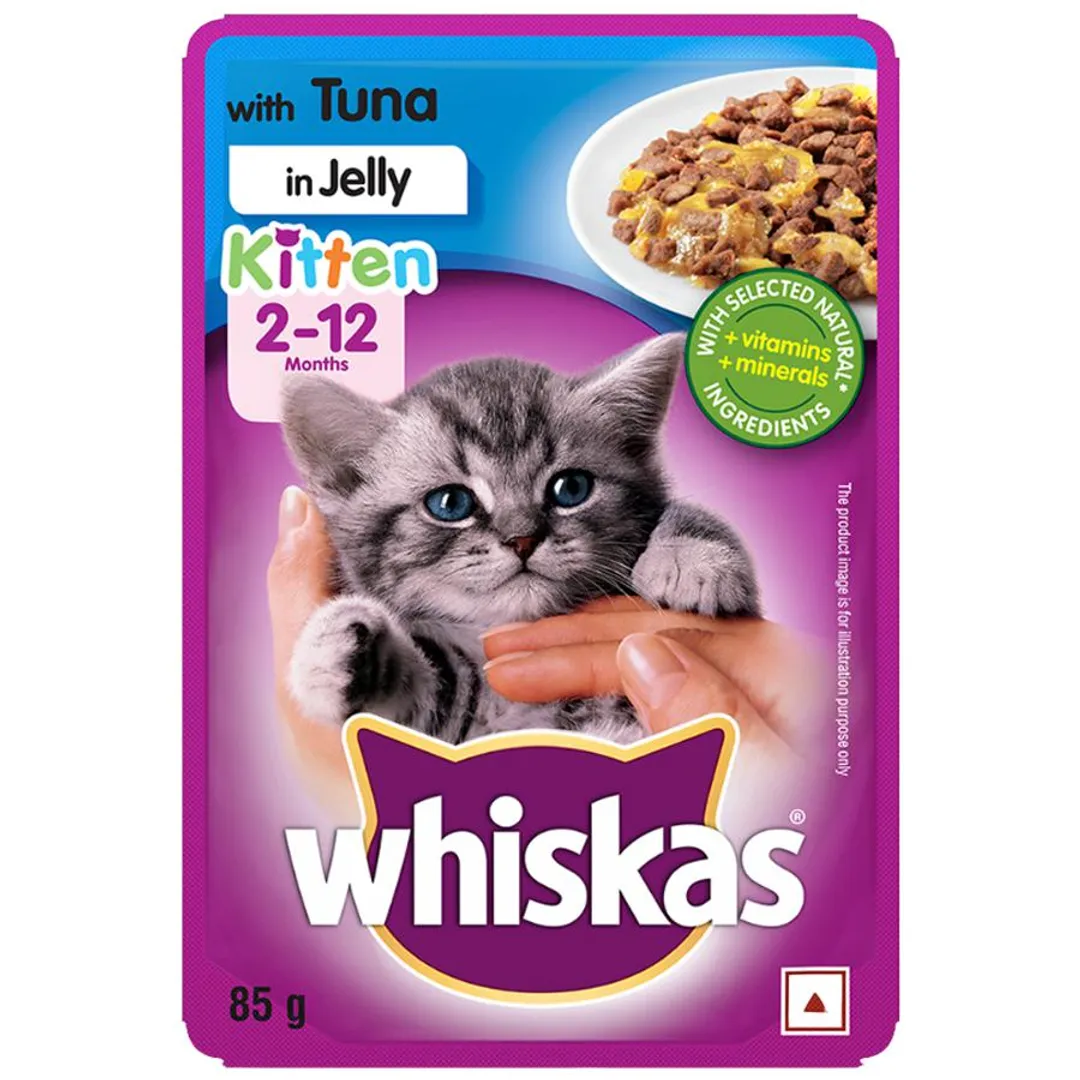 with Tuna
in Jelly
Kitten
2-12
Months
WITH SELECTED NATURAL*
+ vitamins
+ minerals
INGREDIENTS
The product image is for illustration purpose only
whiskas®
85 g